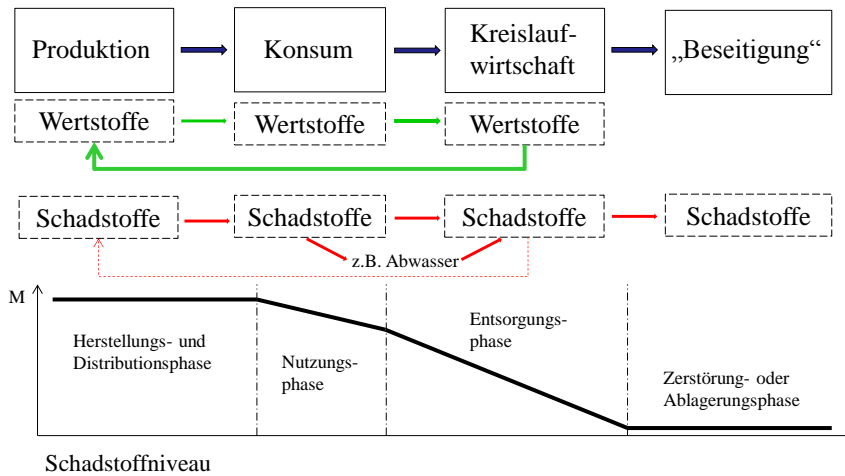 Produktion
Konsum
Kreislauf-
wirtschaft
„Beseitigung“
Wertstoffe
Wertstoffe
Wertstoffe
Schadstoffe
Schadstoffe
Schadstoffe
Schadstoffe
z.B. Abwasser
M
Herstellungs- und
Distributionsphase
Nutzungs-
phase
Entsorgungs-
phase
Zerstörung- oder
Ablagerungsphase
Schadstoffniveau